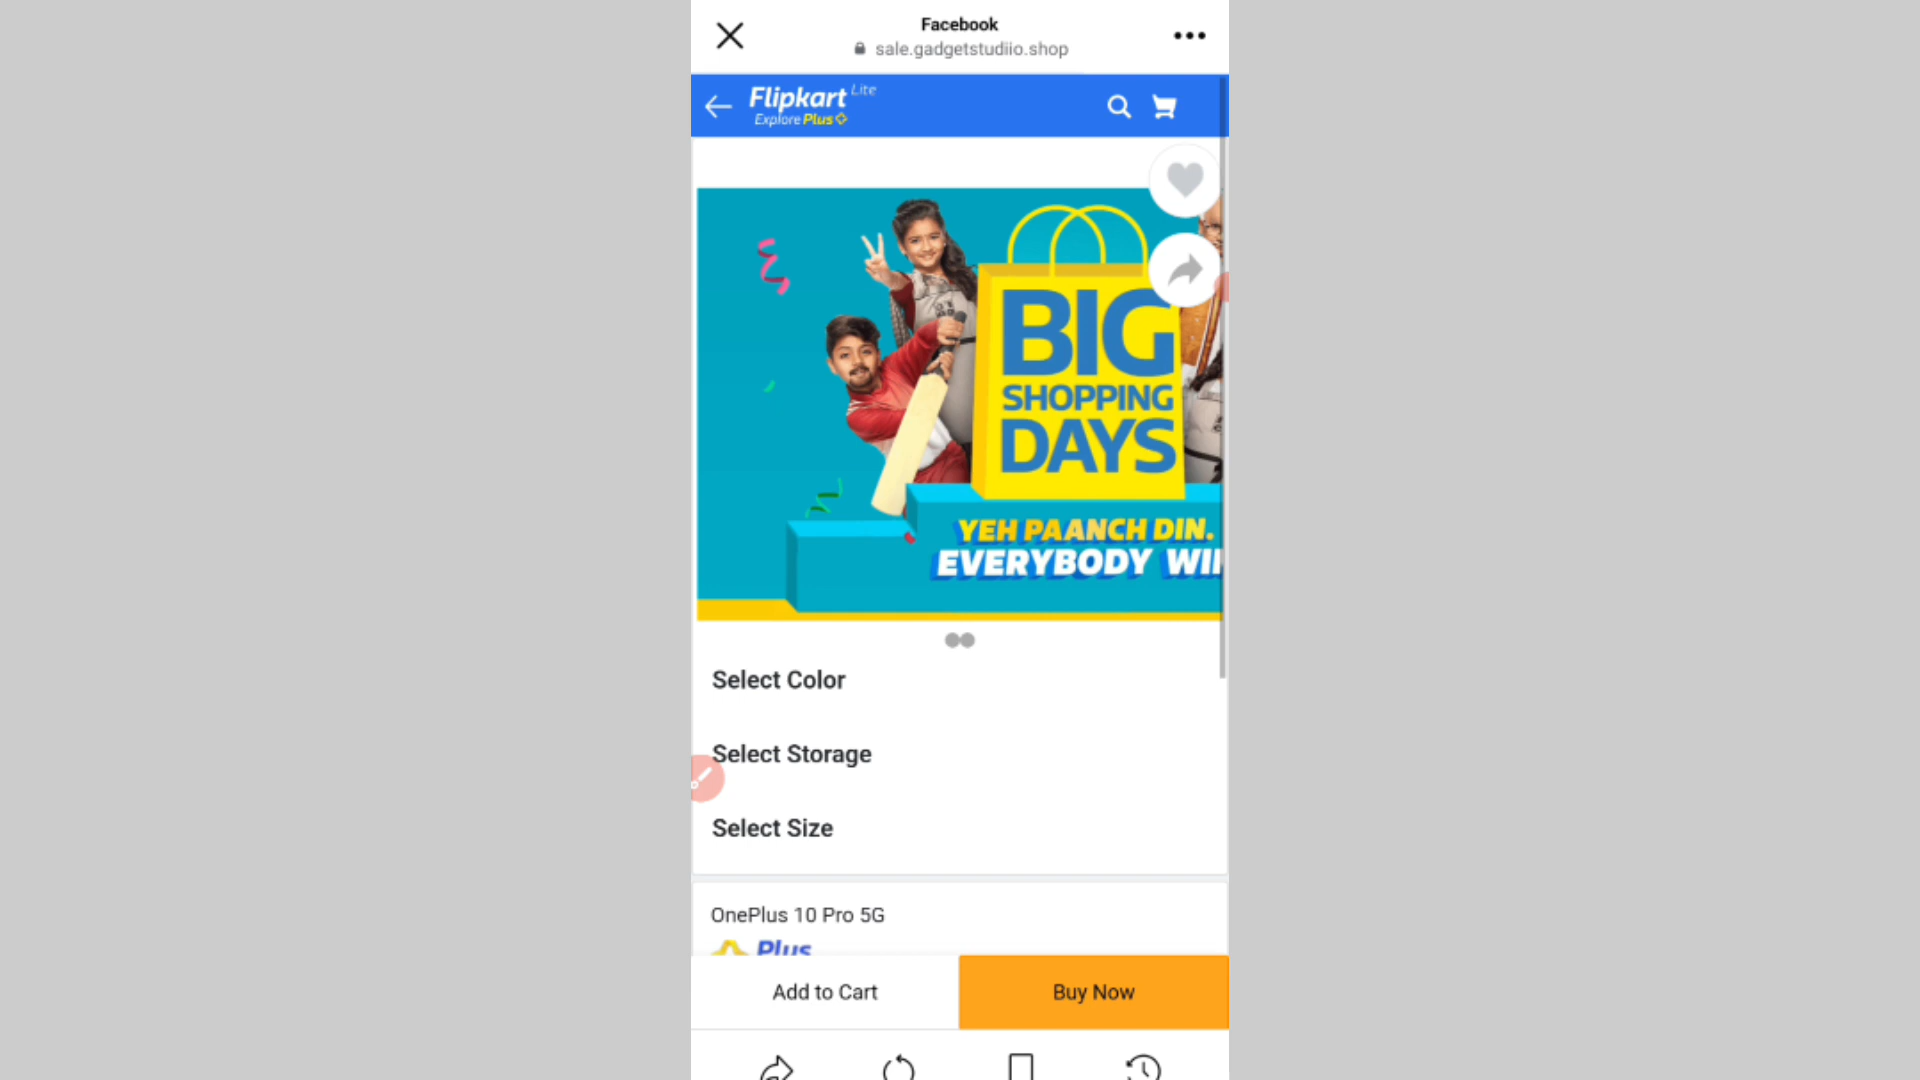 Facebook
sale.gadgetstudiio.shop
Flipkart Lite
Explore Plus
BIG
SHOPPING
DAYS
YEH PAANCH DIN.
EVERYBODY
Select Color
Select Storage
Select Size
OnePlus 10 Pro 5G
Plus
Add to Cart
Buy Now